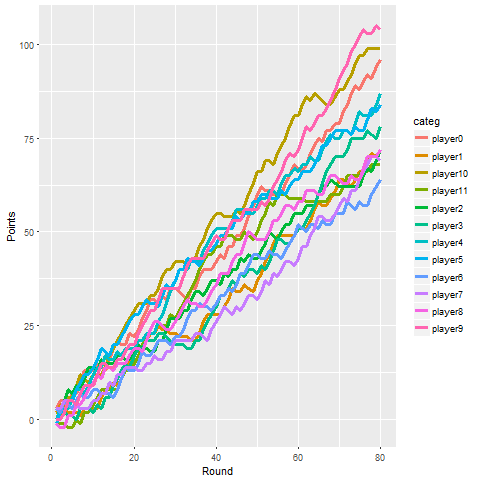 100
75
50
25
0
Points
0
20
40
60
80
Round
categ
player0
player1
player10
player11
player2
player3
player4
player5
player6
player7
player8
player9